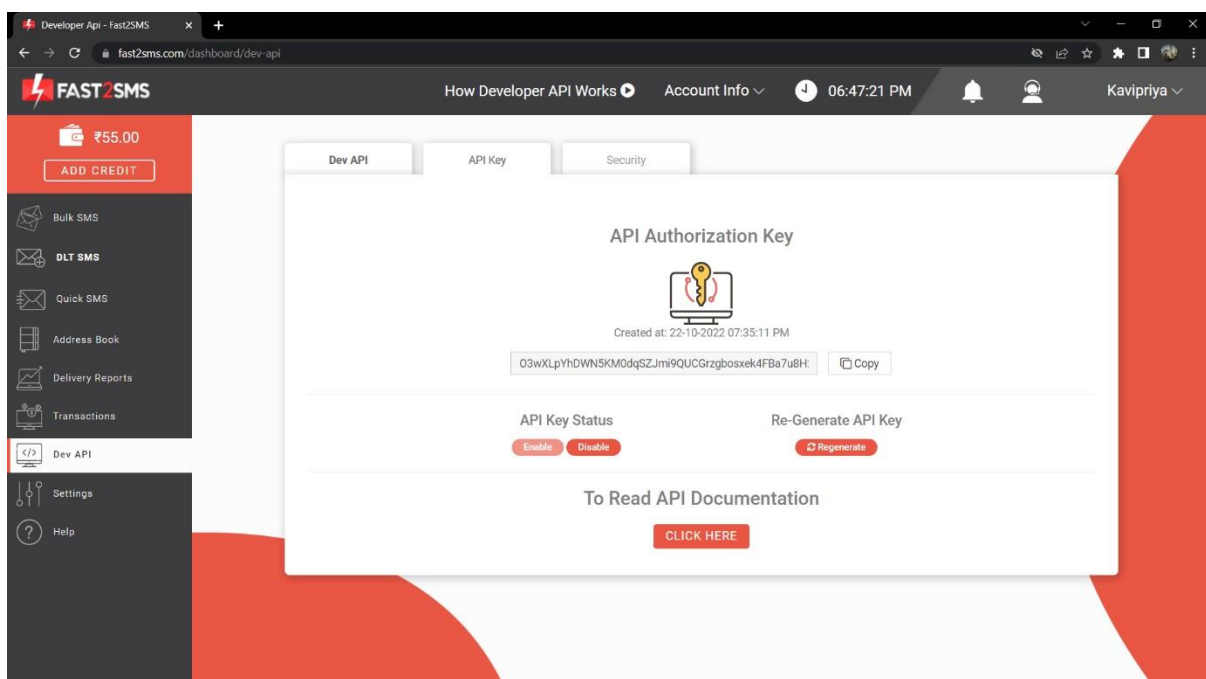 Developer Api - Fast2SMS
fast2sms.com/dashboard/dev-api
FAST2SMS
How Developer API Works
Account Info
06:47:21 PM
Kavipriya
₹55.00
ADD CREDIT
Bulk SMS
DLT SMS
Quick SMS
Address Book
Delivery Reports
Transactions
Dev API
Settings
Help
Dev API
API Key
Security
API Authorization Key
Created at: 22-10-2022 07:35:11 PM
O3wXLpYhDWN5KM0dqSZJmi9QUCGrzgbosxek4FBa7u8H
Copy
API Key Status
Re-Generate API Key
Enable
Disable
Regenerate
To Read API Documentation
CLICK HERE